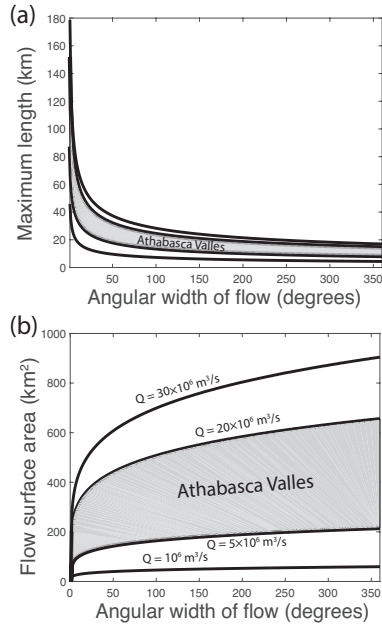 (a)
180
160
140
120
100
80
60
40
20
0
Maximum length (km)
Athabasca Valles
50 100 150 200 250 300 350
Angular width of flow (degrees)
(b)
1000
800
600
400
200
0
Flow surface area (km²)
Q = 30×10⁶ m³/s
Q = 20×10⁶ m³/s
Athabasca Valles
Q = 5×10⁶ m³/s
Q = 10⁶ m³/s
50 100 150 200 250 300 350
Angular width of flow (degrees)